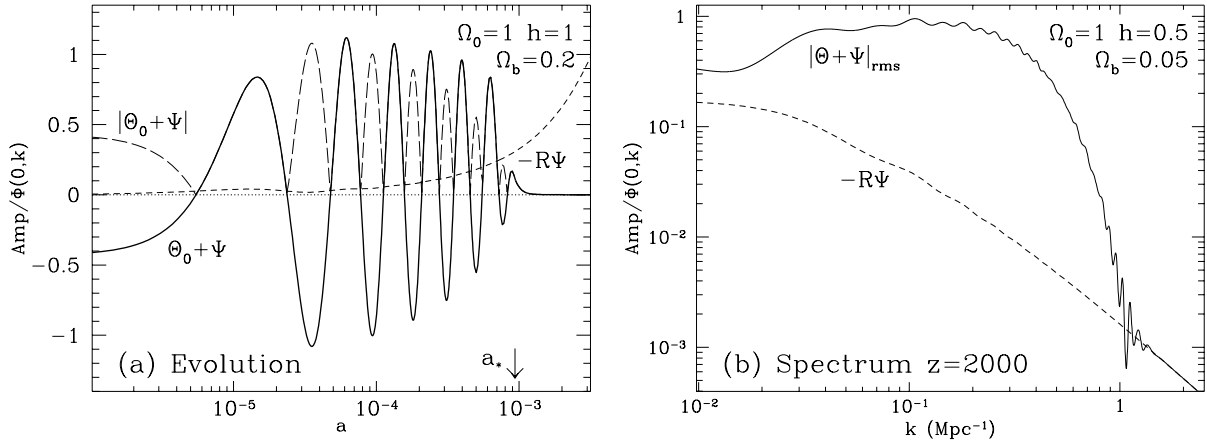 Ω₀=1 h=1
Ω_b=0.2
|Θ₀+Ψ|
−RΨ
Θ₀+Ψ
(a) Evolution
a*
1
0.5
0
−0.5
−1
Amp/Φ(0,k)
10⁻⁵
10⁻⁴
10⁻³
a
Ω₀=1 h=0.5
Ω_b=0.05
|Θ+Ψ|rms
−RΨ
(b) Spectrum z=2000
1
10⁻¹
10⁻²
10⁻³
Amp/Φ(0,k)
10⁻²
10⁻¹
1
k (Mpc⁻¹)